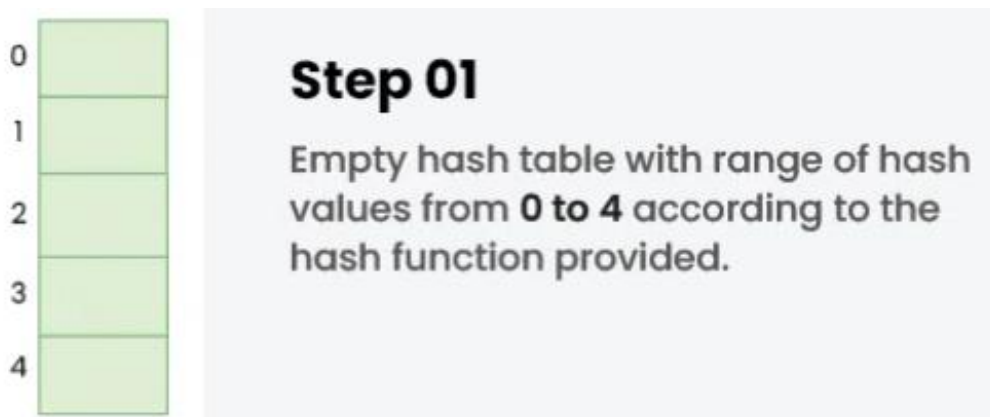 0
1
2
3
4
Step 01
Empty hash table with range of hash
values from 0 to 4 according to the
hash function provided.